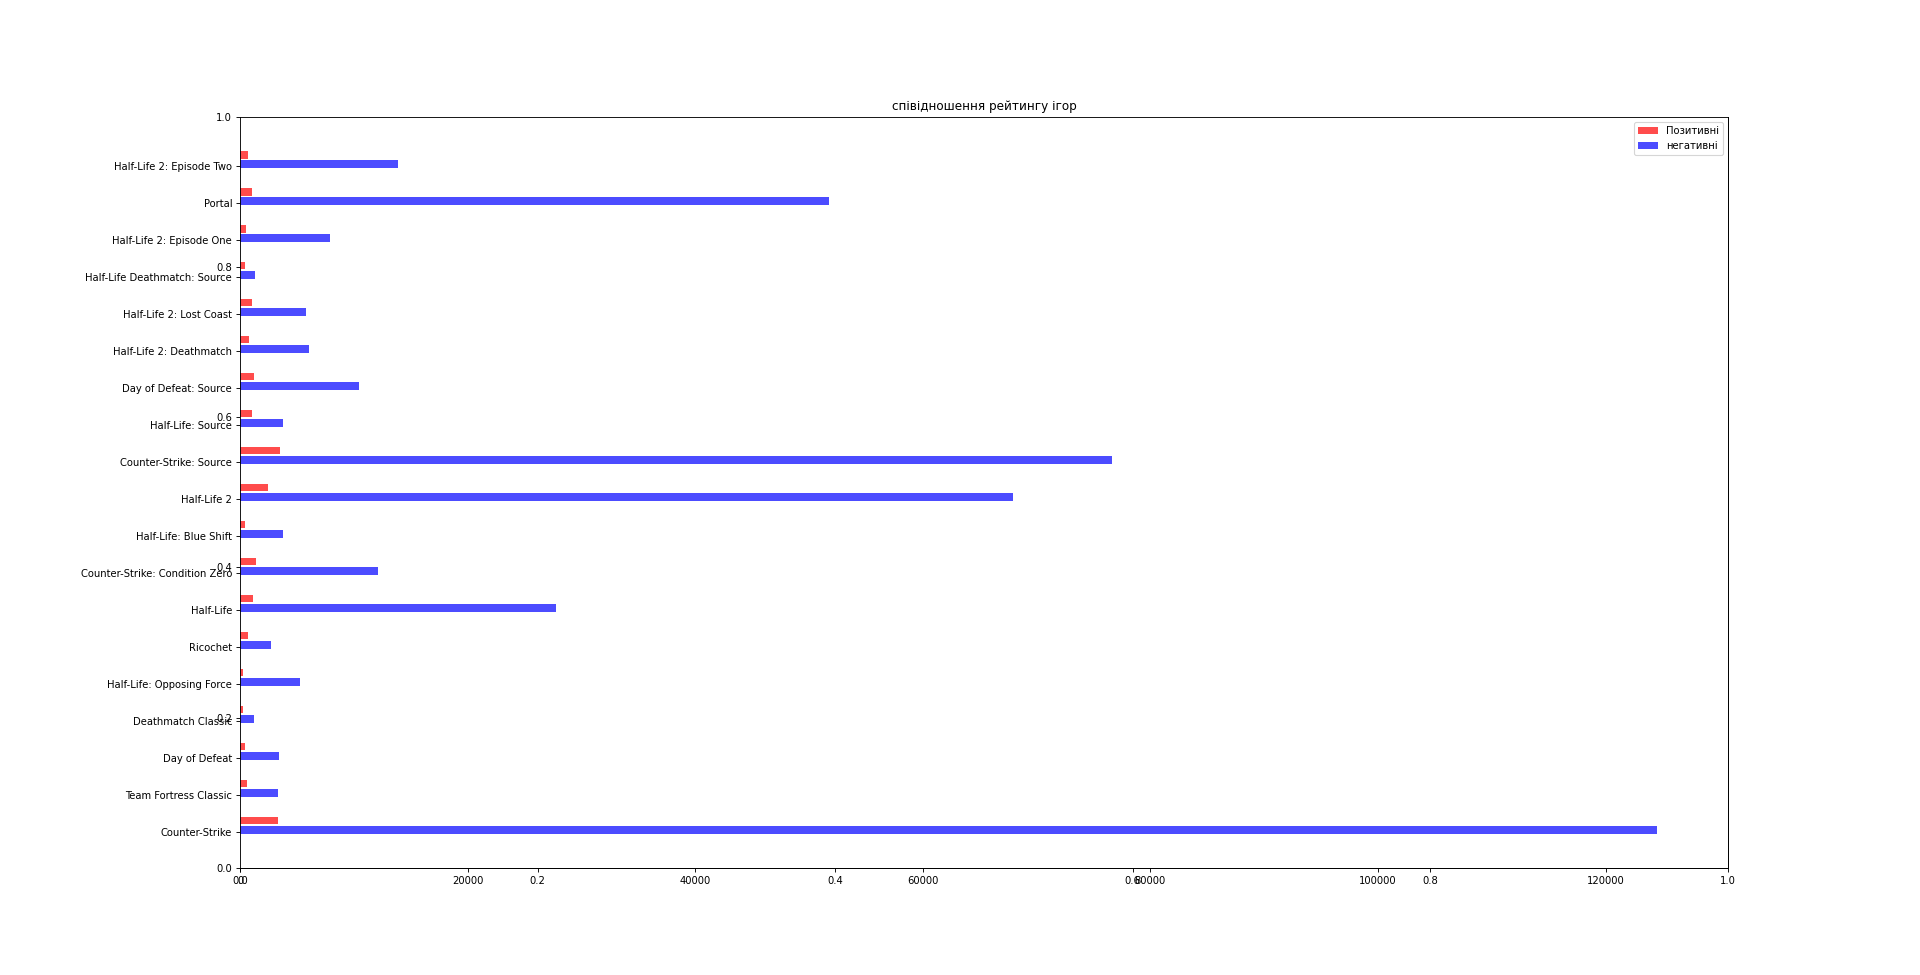 співідношення рейтингу ігор
1.0
Позитивні
негативні
Half-Life 2: Episode Two
Portal
Half-Life 2: Episode One
0.8
Half-Life Deathmatch: Source
Half-Life 2: Lost Coast
Half-Life 2: Deathmatch
Day of Defeat: Source
0.6
Half-Life: Source
Counter-Strike: Source
Half-Life 2
Half-Life: Blue Shift
0.4
Counter-Strike: Condition Zero
Half-Life
Ricochet
Half-Life: Opposing Force
0.2
Deathmatch Classic
Day of Defeat
Team Fortress Classic
Counter-Strike
0.0
0.0 0 20000 0.2 40000 0.4 60000 0.6 80000 100000 0.8 120000 1.0